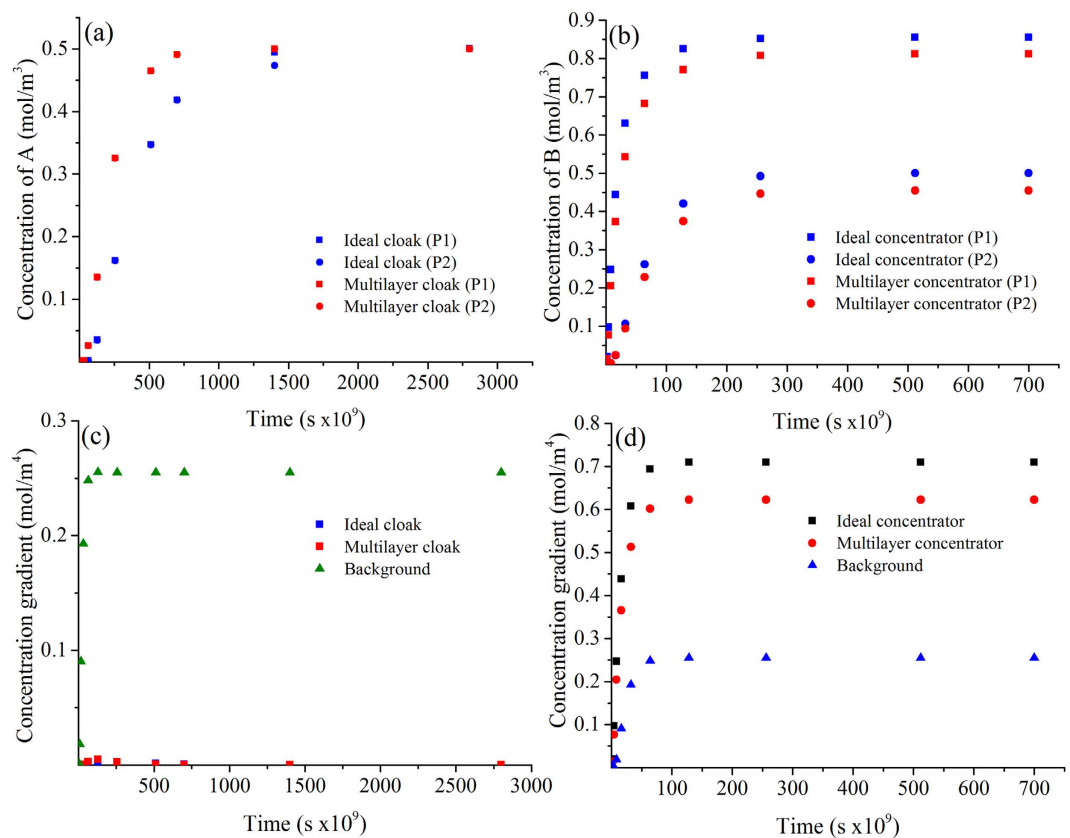 (a)
Concentration of A (mol/m³)
0.5
0.4
0.3
0.2
0.1
Ideal cloak (P1)
Ideal cloak (P2)
Multilayer cloak (P1)
Multilayer cloak (P2)
500 1000 1500 2000 2500 3000
Time (s x10⁹)
(b)
Concentration of B (mol/m³)
0.9
0.8
0.7
0.6
0.5
0.4
0.3
0.2
0.1
Ideal concentrator (P1)
Ideal concentrator (P2)
Multilayer concentrator (P1)
Multilayer concentrator (P2)
100 200 300 400 500 600 700
Time (s x10⁹)
(c)
Concentration gradient (mol/m⁴)
0.3
0.2
0.1
Ideal cloak
Multilayer cloak
Background
500 1000 1500 2000 2500 3000
Time (s x10⁹)
(d)
Concentration gradient (mol/m⁴)
0.8
0.7
0.6
0.5
0.4
0.3
0.2
0.1
Ideal concentrator
Multilayer concentrator
Background
100 200 300 400 500 600 700
Time (s x10⁹)